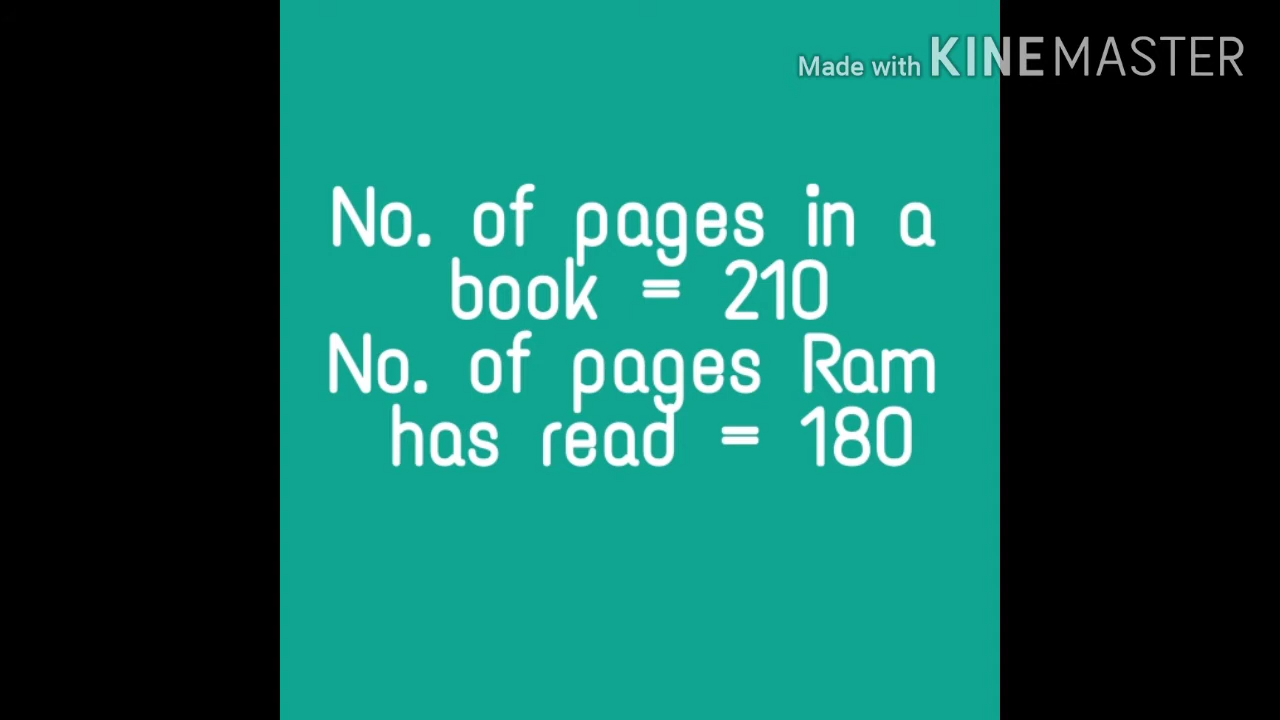 Made with KINEMASTER
No. of pages in a
book = 210
No. of pages Ram
has read = 180